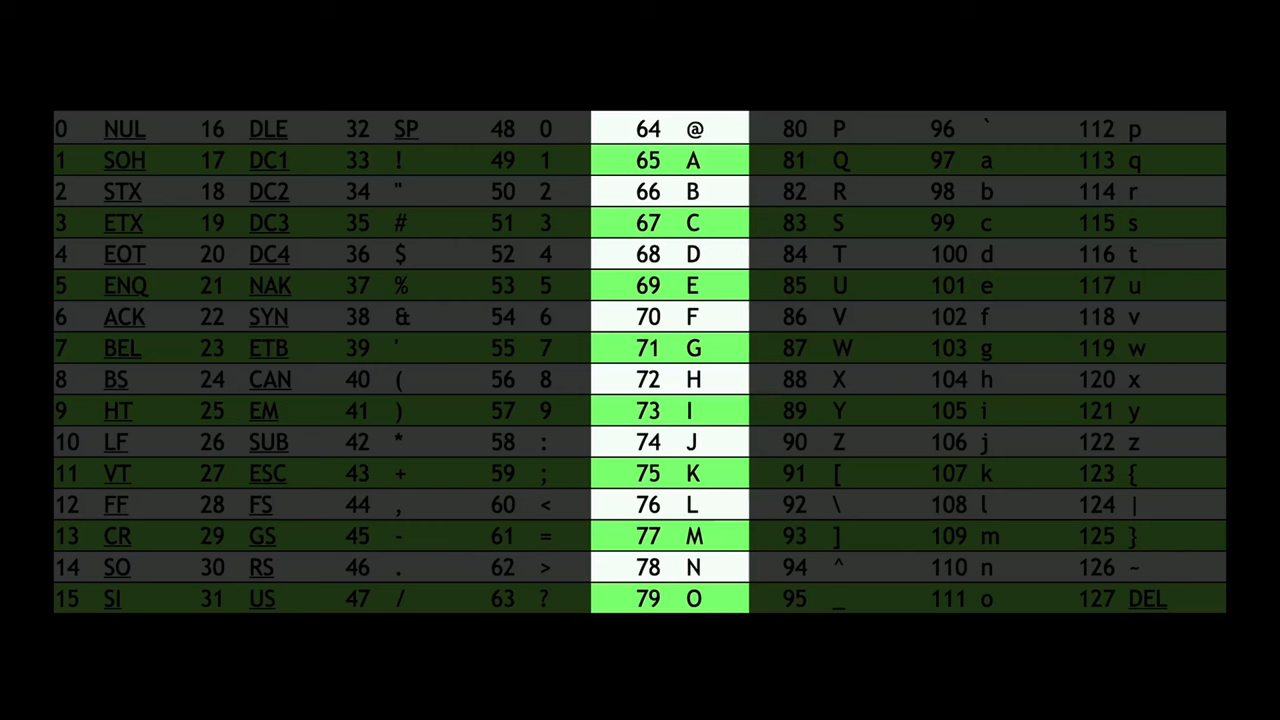 0 NUL 16 DLE 32 SP 48 0 64 @ 80 P 96 ` 112 p
1 SOH 17 DC1 33 ! 49 1 65 A 81 Q 97 a 113 q
2 STX 18 DC2 34 " 50 2 66 B 82 R 98 b 114 r
3 ETX 19 DC3 35 # 51 3 67 C 83 S 99 c 115 s
4 EOT 20 DC4 36 $ 52 4 68 D 84 T 100 d 116 t
5 ENQ 21 NAK 37 % 53 5 69 E 85 U 101 e 117 u
6 ACK 22 SYN 38 & 54 6 70 F 86 V 102 f 118 v
7 BEL 23 ETB 39 ' 55 7 71 G 87 W 103 g 119 w
8 BS 24 CAN 40 ( 56 8 72 H 88 X 104 h 120 x
9 HT 25 EM 41 ) 57 9 73 I 89 Y 105 i 121 y
10 LF 26 SUB 42 * 58 : 74 J 90 Z 106 j 122 z
11 VT 27 ESC 43 + 59 ; 75 K 91 [ 107 k 123 {
12 FF 28 FS 44 , 60 < 76 L 92 \ 108 l 124 |
13 CR 29 GS 45 - 61 = 77 M 93 ] 109 m 125 }
14 SO 30 RS 46 . 62 > 78 N 94 ^ 110 n 126 ~
15 SI 31 US 47 / 63 ? 79 O 95 _ 111 o 127 DEL